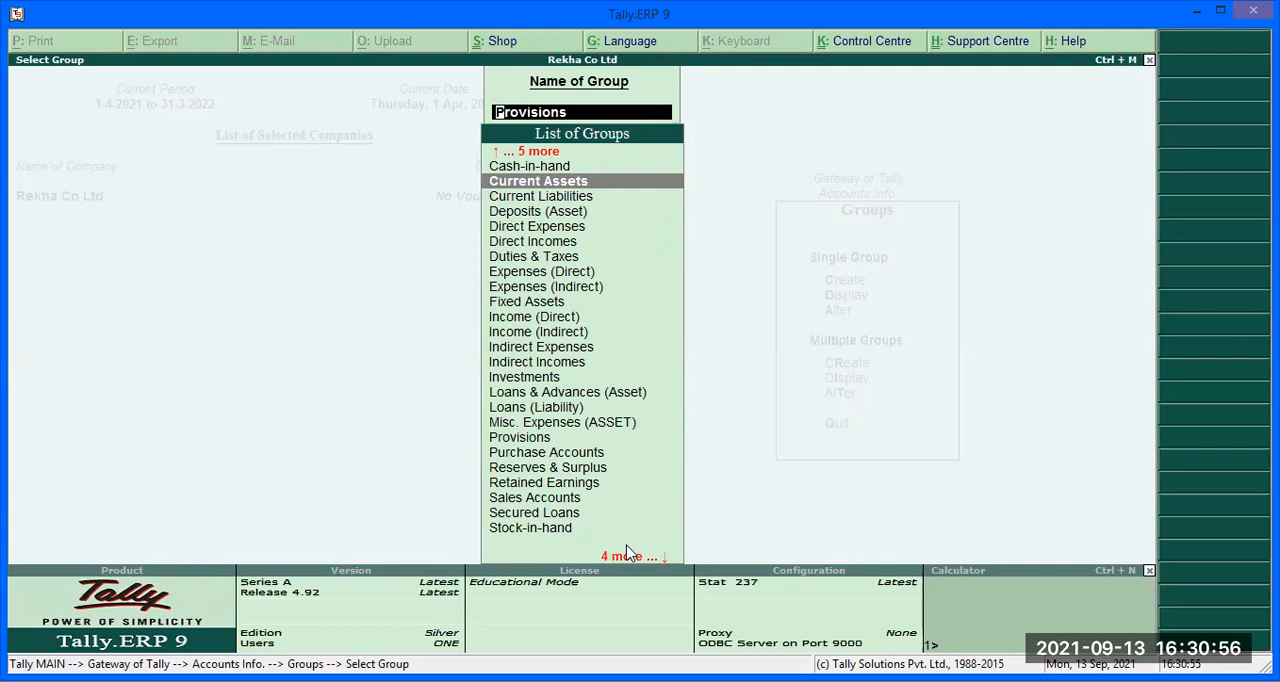 Tally.ERP 9
P: Print
E: Export
M: E-Mail
O: Upload
S: Shop
G: Language
K: Keyboard
K: Control Centre
H: Support Centre
H: Help
Select Group
Rekha Co Ltd
Ctrl + M
Current Period
1-4-2021 to 31-3-2022
Current Date
Thursday, 1 Apr, 20
List of Selected Companies
Name of Company
Rekha Co Ltd
No Vou
Name of Group
Provisions
List of Groups
↑ ... 5 more
Cash-in-hand
Current Assets
Current Liabilities
Deposits (Asset)
Direct Expenses
Direct Incomes
Duties & Taxes
Expenses (Direct)
Expenses (Indirect)
Fixed Assets
Income (Direct)
Income (Indirect)
Indirect Expenses
Indirect Incomes
Investments
Loans & Advances (Asset)
Loans (Liability)
Misc. Expenses (ASSET)
Provisions
Purchase Accounts
Reserves & Surplus
Retained Earnings
Sales Accounts
Secured Loans
Stock-in-hand
4 more ... ↓
Gateway of Tally
Accounts Info.
Groups
Single Group
Create
Display
Alter
Multiple Groups
CReate
DIsplay
AlTer
Quit
Product
Tally
POWER OF SIMPLICITY
Tally.ERP 9
Version
Series A Latest
Release 4.92 Latest
Edition Silver
Users ONE
License
Educational Mode
Configuration
Stat 237 Latest
Proxy None
ODBC Server on Port 9000
Calculator
Ctrl + N
1>
2021-09-13 16:30:56
Tally MAIN --> Gateway of Tally --> Accounts Info. --> Groups --> Select Group
(c) Tally Solutions Pvt. Ltd., 1988-2015
Mon, 13 Sep, 2021
16:30:55